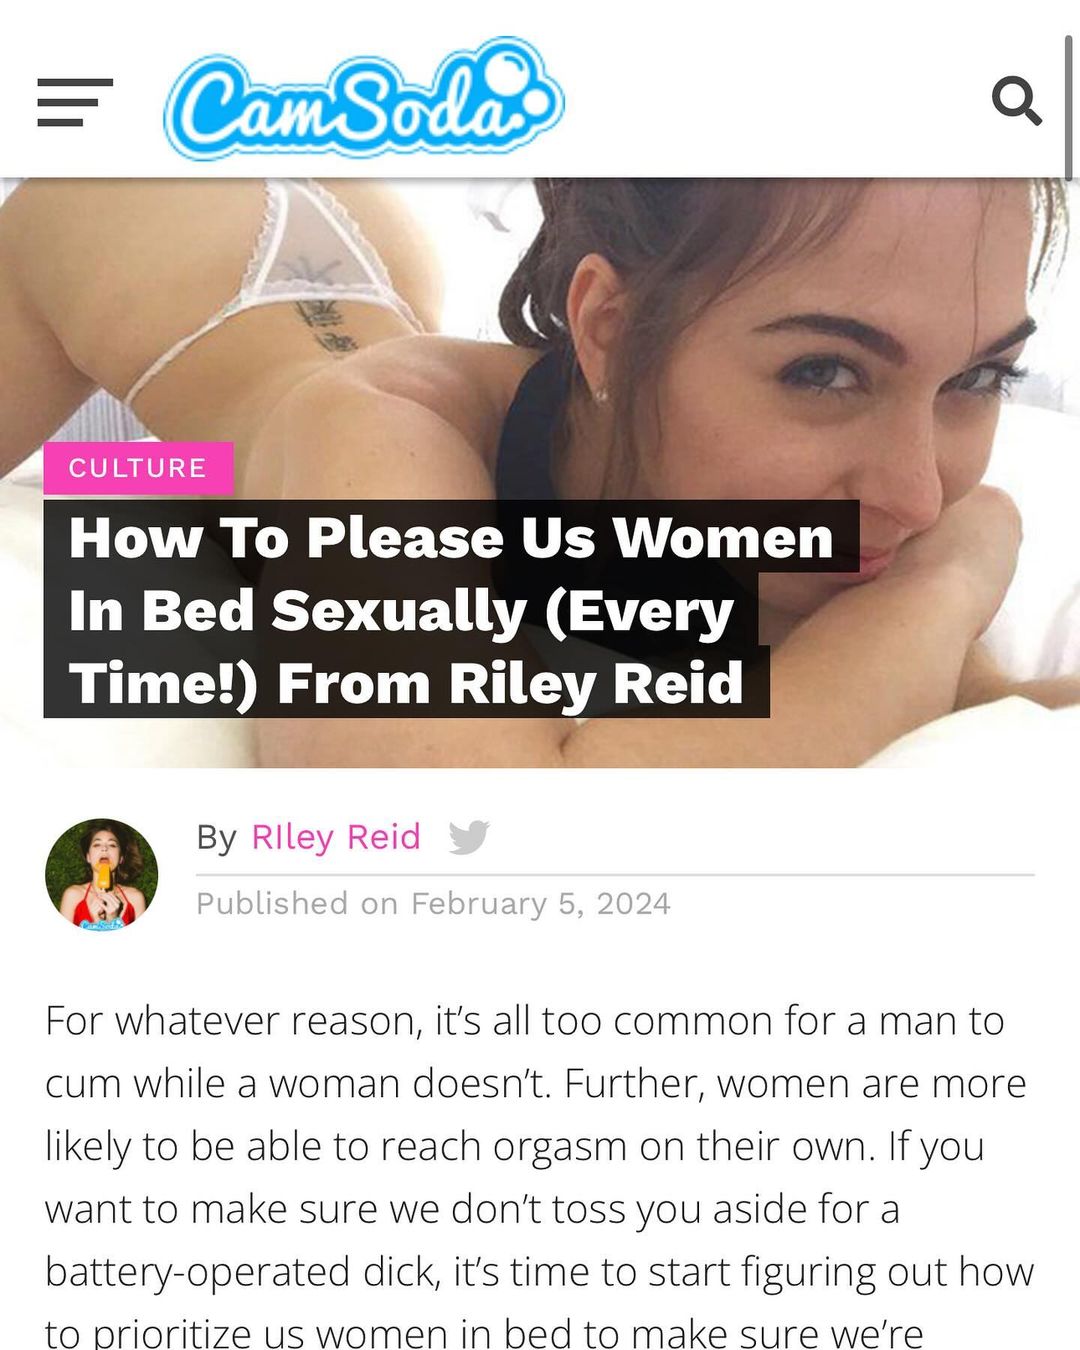 CamSoda
CULTURE
How To Please Us Women
In Bed Sexually (Every
Time!) From Riley Reid
By RIley Reid
Published on February 5, 2024
For whatever reason, it’s all too common for a man to
cum while a woman doesn’t. Further, women are more
likely to be able to reach orgasm on their own. If you
want to make sure we don’t toss you aside for a
battery-operated dick, it’s time to start figuring out how
to prioritize us women in bed to make sure we’re